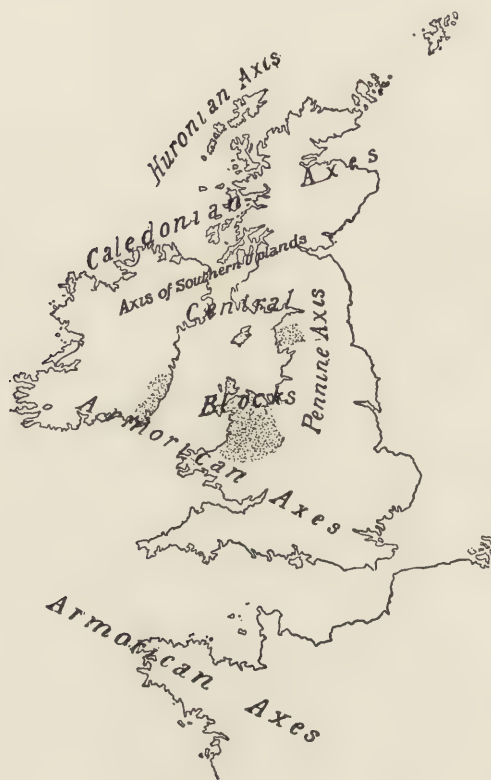 Huronian Axis
Caledonian Axes
Axis of Southern Uplands
Central
Pennine Axis
Blocks
Armorican Axes
Armorican Axes